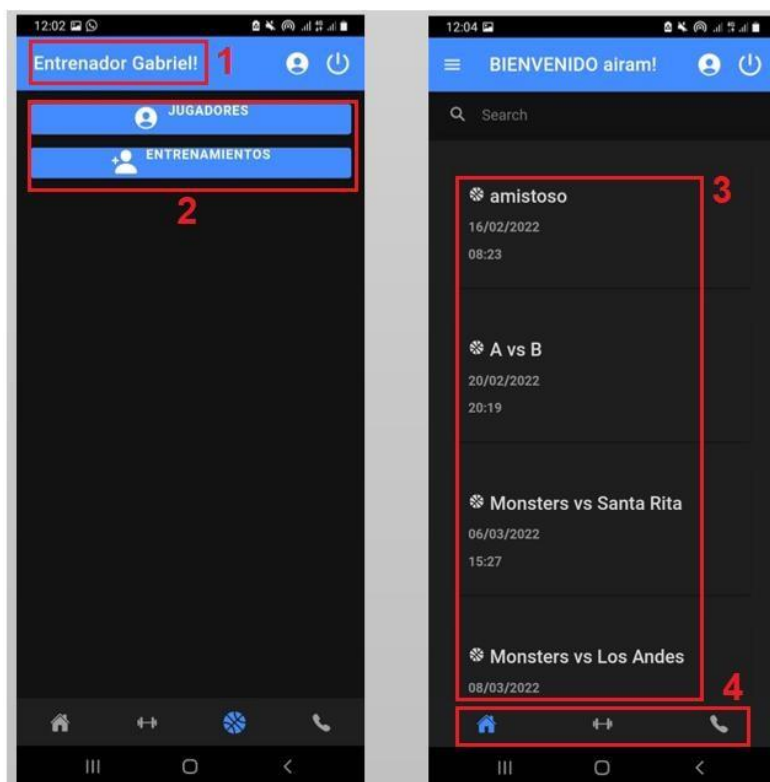 12:02
Entrenador Gabriel!
1
JUGADORES
ENTRENAMIENTOS
2
12:04
BIENVENIDO airam!
Search
3
amistoso
16/02/2022
08:23
A vs B
20/02/2022
20:19
Monsters vs Santa Rita
06/03/2022
15:27
Monsters vs Los Andes
08/03/2022
4